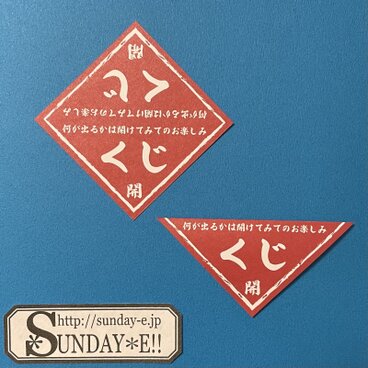 開
くじ
何が出るかは開けてみてのお楽しみ
何が出るかは開けてみてのお楽しみ
くじ
開
何が出るかは開けてみてのお楽しみ
くじ
開
http://sunday-e.jp
SUNDAY*E!!